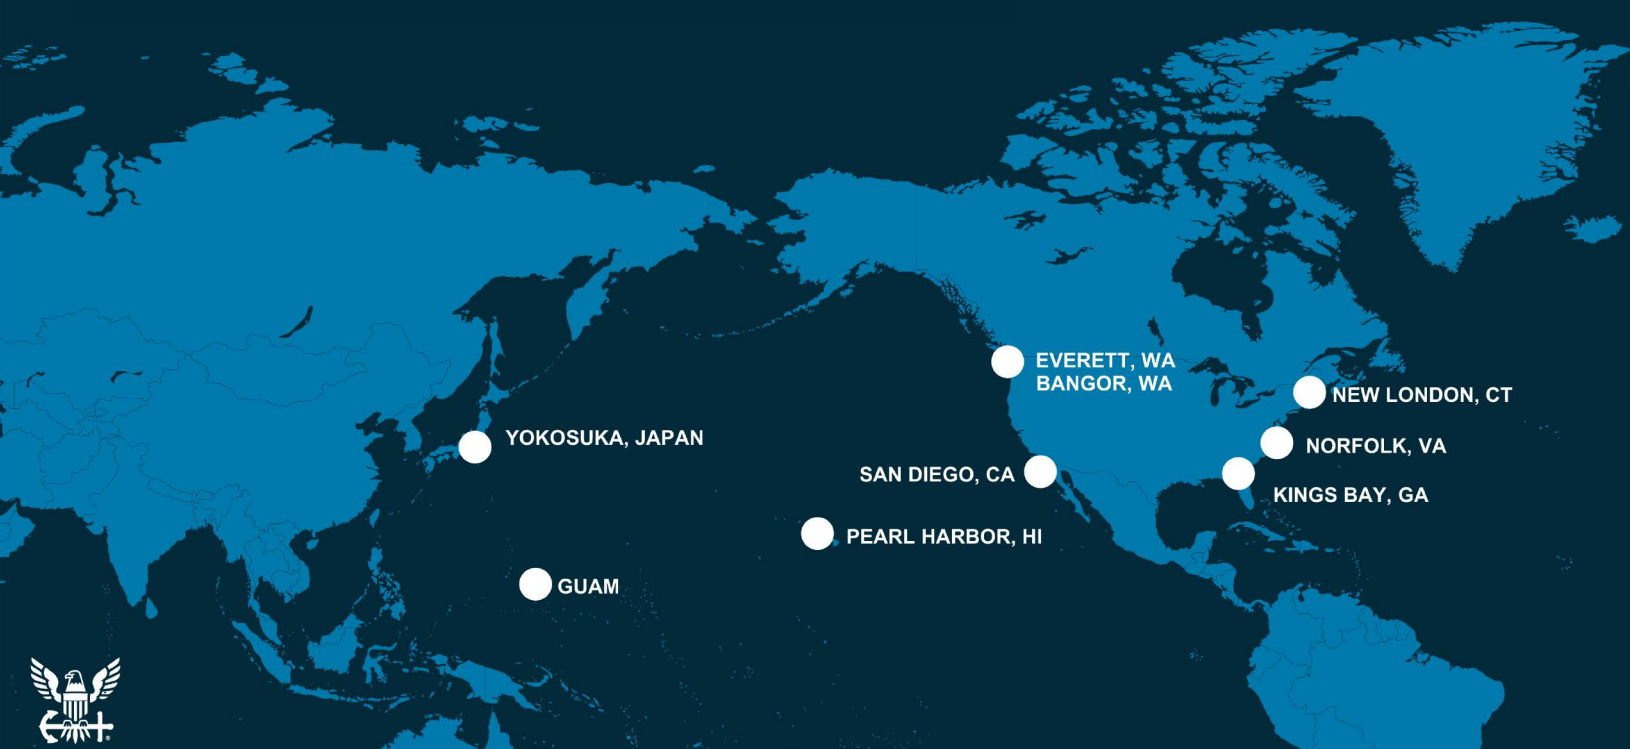 EVERETT, WA
BANGOR, WA
NEW LONDON, CT
YOKOSUKA, JAPAN
NORFOLK, VA
SAN DIEGO, CA
KINGS BAY, GA
PEARL HARBOR, HI
GUAM